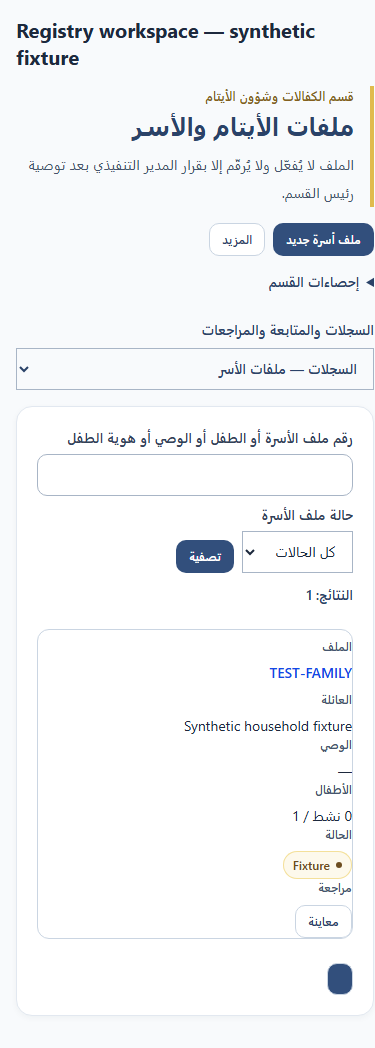 Registry workspace — synthetic
fixture
قسم الكفالات وشؤون الأيتام
ملفات الأيتام والأسر
الملف لا يُفعّل ولا يُرقّم إلا بقرار المدير التنفيذي بعد توصية
رئيس القسم.
ملف أسرة جديد
المزيد
إحصاءات القسم
السجلات والمتابعة والمراجعات
السجلات — ملفات الأسر
رقم ملف الأسرة أو الطفل أو الوصي أو هوية الطفل
حالة ملف الأسرة
كل الحالات
تصفية
النتائج: 1
الملف
TEST-FAMILY
العائلة
Synthetic household fixture
الوصي
—
الأطفال
0 نشط / 1
الحالة
Fixture
مراجعة
معاينة